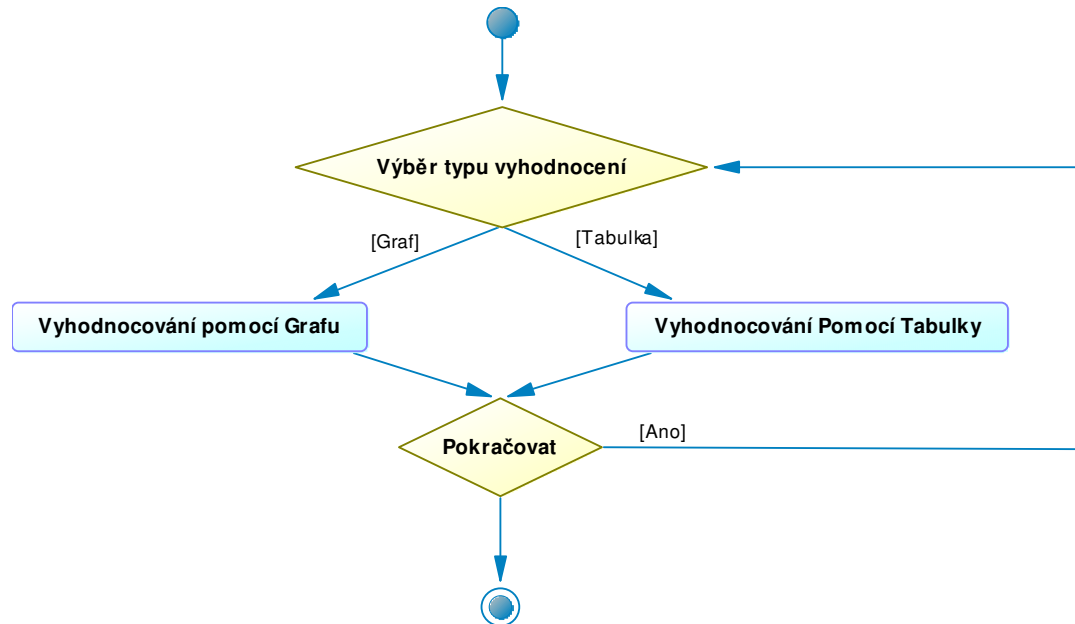 Výběr typu vyhodnocení
[Graf]
[Tabulka]
Vyhodnocování pomocí Grafu
Vyhodnocování Pomocí Tabulky
Pokračovat
[Ano]